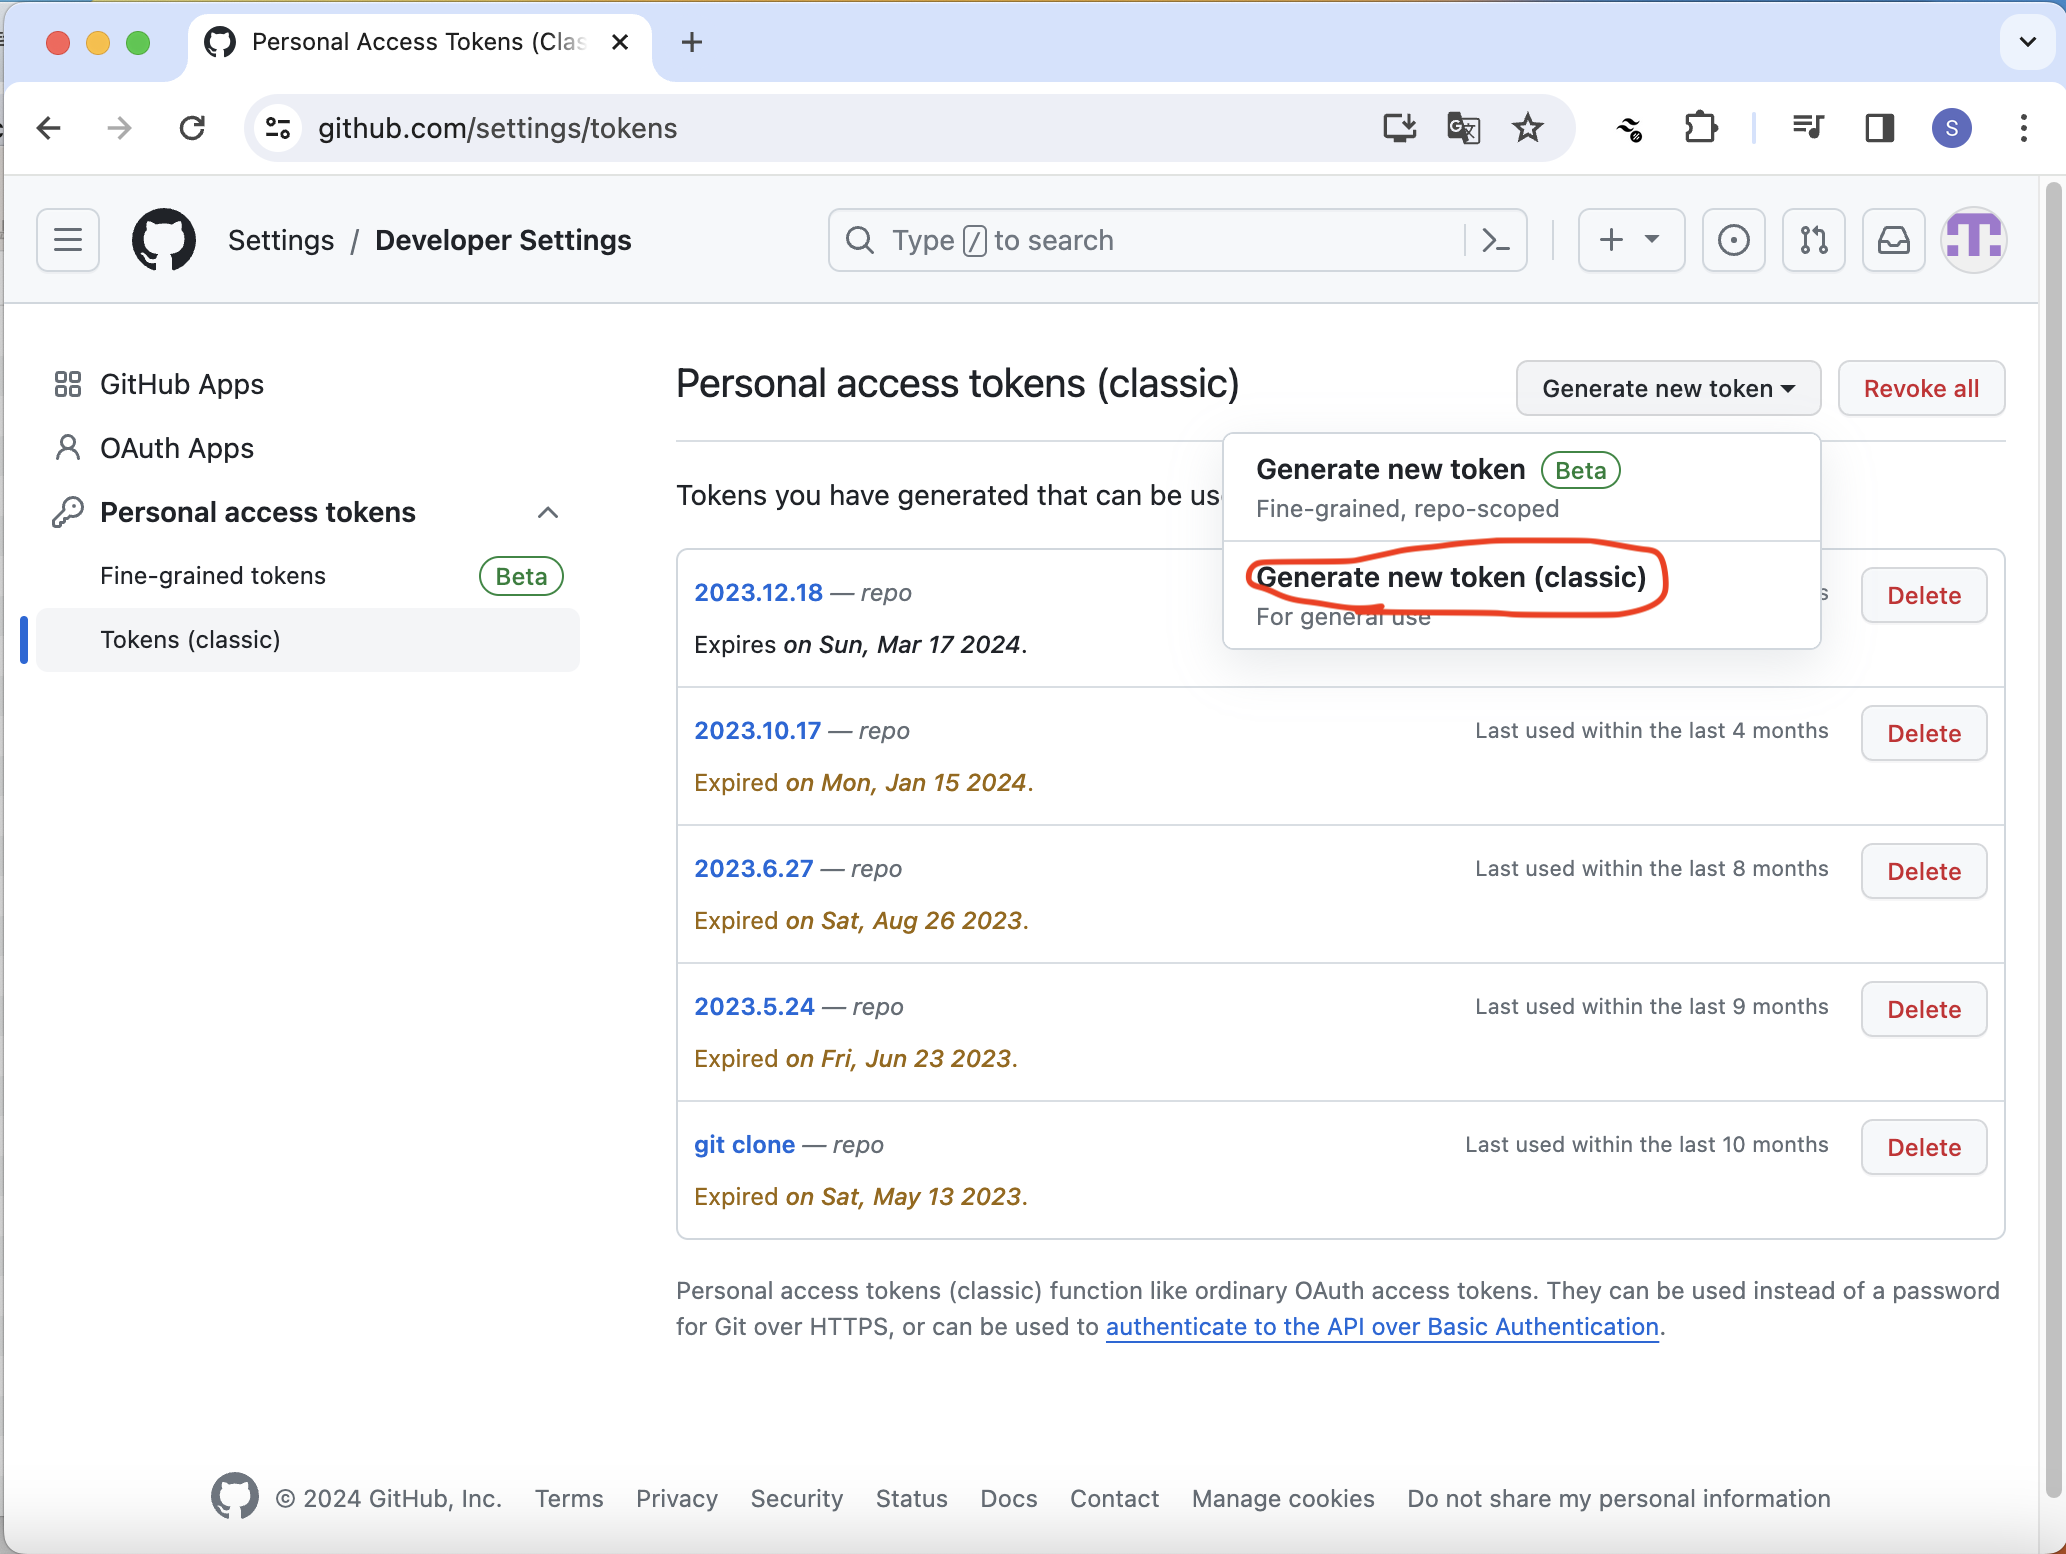 Personal Access Tokens (Clas
github.com/settings/tokens
S
Settings / Developer Settings
Type / to search
GitHub Apps
OAuth Apps
Personal access tokens
Fine-grained tokens Beta
Tokens (classic)
Personal access tokens (classic)
Generate new token
Revoke all
Generate new token Beta
Fine-grained, repo-scoped
Generate new token (classic)
For general use
Tokens you have generated that can be us
2023.12.18 — repo
s
Delete
Expires on Sun, Mar 17 2024.
2023.10.17 — repo
Last used within the last 4 months
Delete
Expired on Mon, Jan 15 2024.
2023.6.27 — repo
Last used within the last 8 months
Delete
Expired on Sat, Aug 26 2023.
2023.5.24 — repo
Last used within the last 9 months
Delete
Expired on Fri, Jun 23 2023.
git clone — repo
Last used within the last 10 months
Delete
Expired on Sat, May 13 2023.
Personal access tokens (classic) function like ordinary OAuth access tokens. They can be used instead of a password
for Git over HTTPS, or can be used to authenticate to the API over Basic Authentication.
© 2024 GitHub, Inc. Terms Privacy Security Status Docs Contact Manage cookies Do not share my personal information